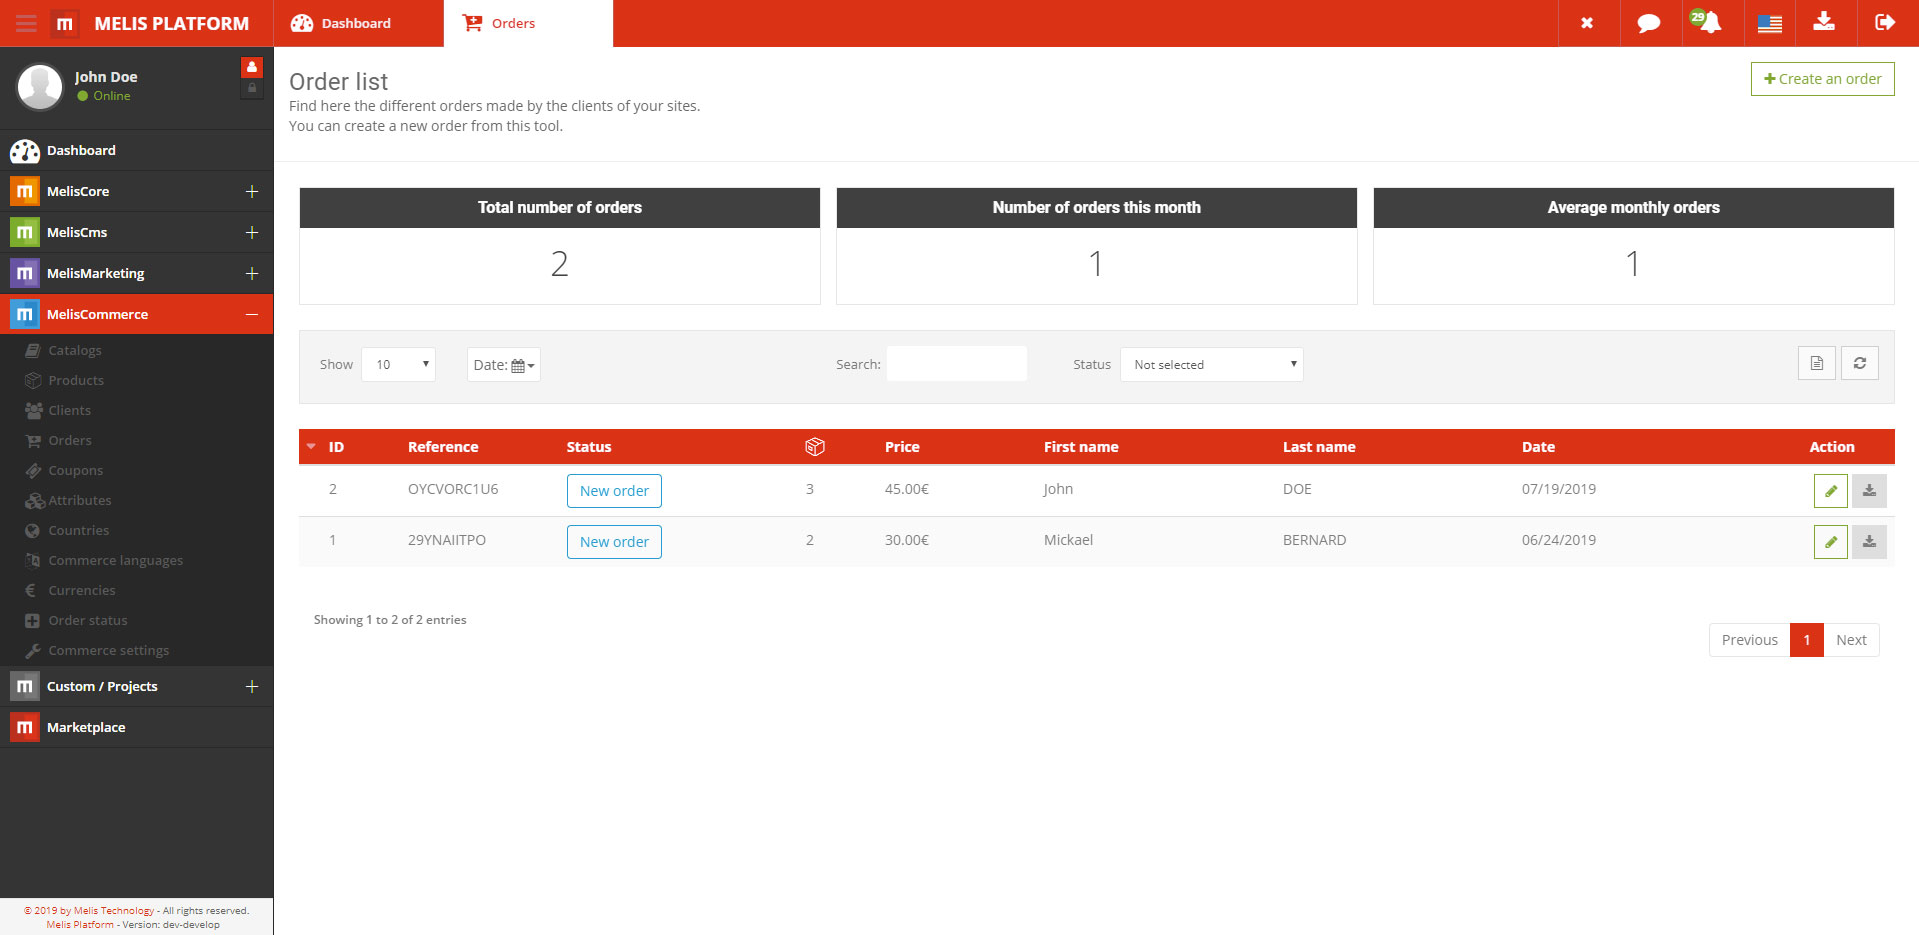 MELIS PLATFORM
Dashboard
Orders
29
John Doe
Online
Dashboard
MelisCore
MelisCms
MelisMarketing
MelisCommerce
Catalogs
Products
Clients
Orders
Coupons
Attributes
Countries
Commerce languages
Currencies
Order status
Commerce settings
Custom / Projects
Marketplace
© 2019 by Melis Technology - All rights reserved.
Melis Platform - Version: dev-develop
Order list
Find here the different orders made by the clients of your sites.
You can create a new order from this tool.
Create an order
Total number of orders
2
Number of orders this month
1
Average monthly orders
1
Show 10 Date: Search: Status Not selected
ID Reference Status Price First name Last name Date Action
2 OYCVORC1U6 New order 3 45.00€ John DOE 07/19/2019
1 29YNAIITPO New order 2 30.00€ Mickael BERNARD 06/24/2019
Showing 1 to 2 of 2 entries
Previous 1 Next